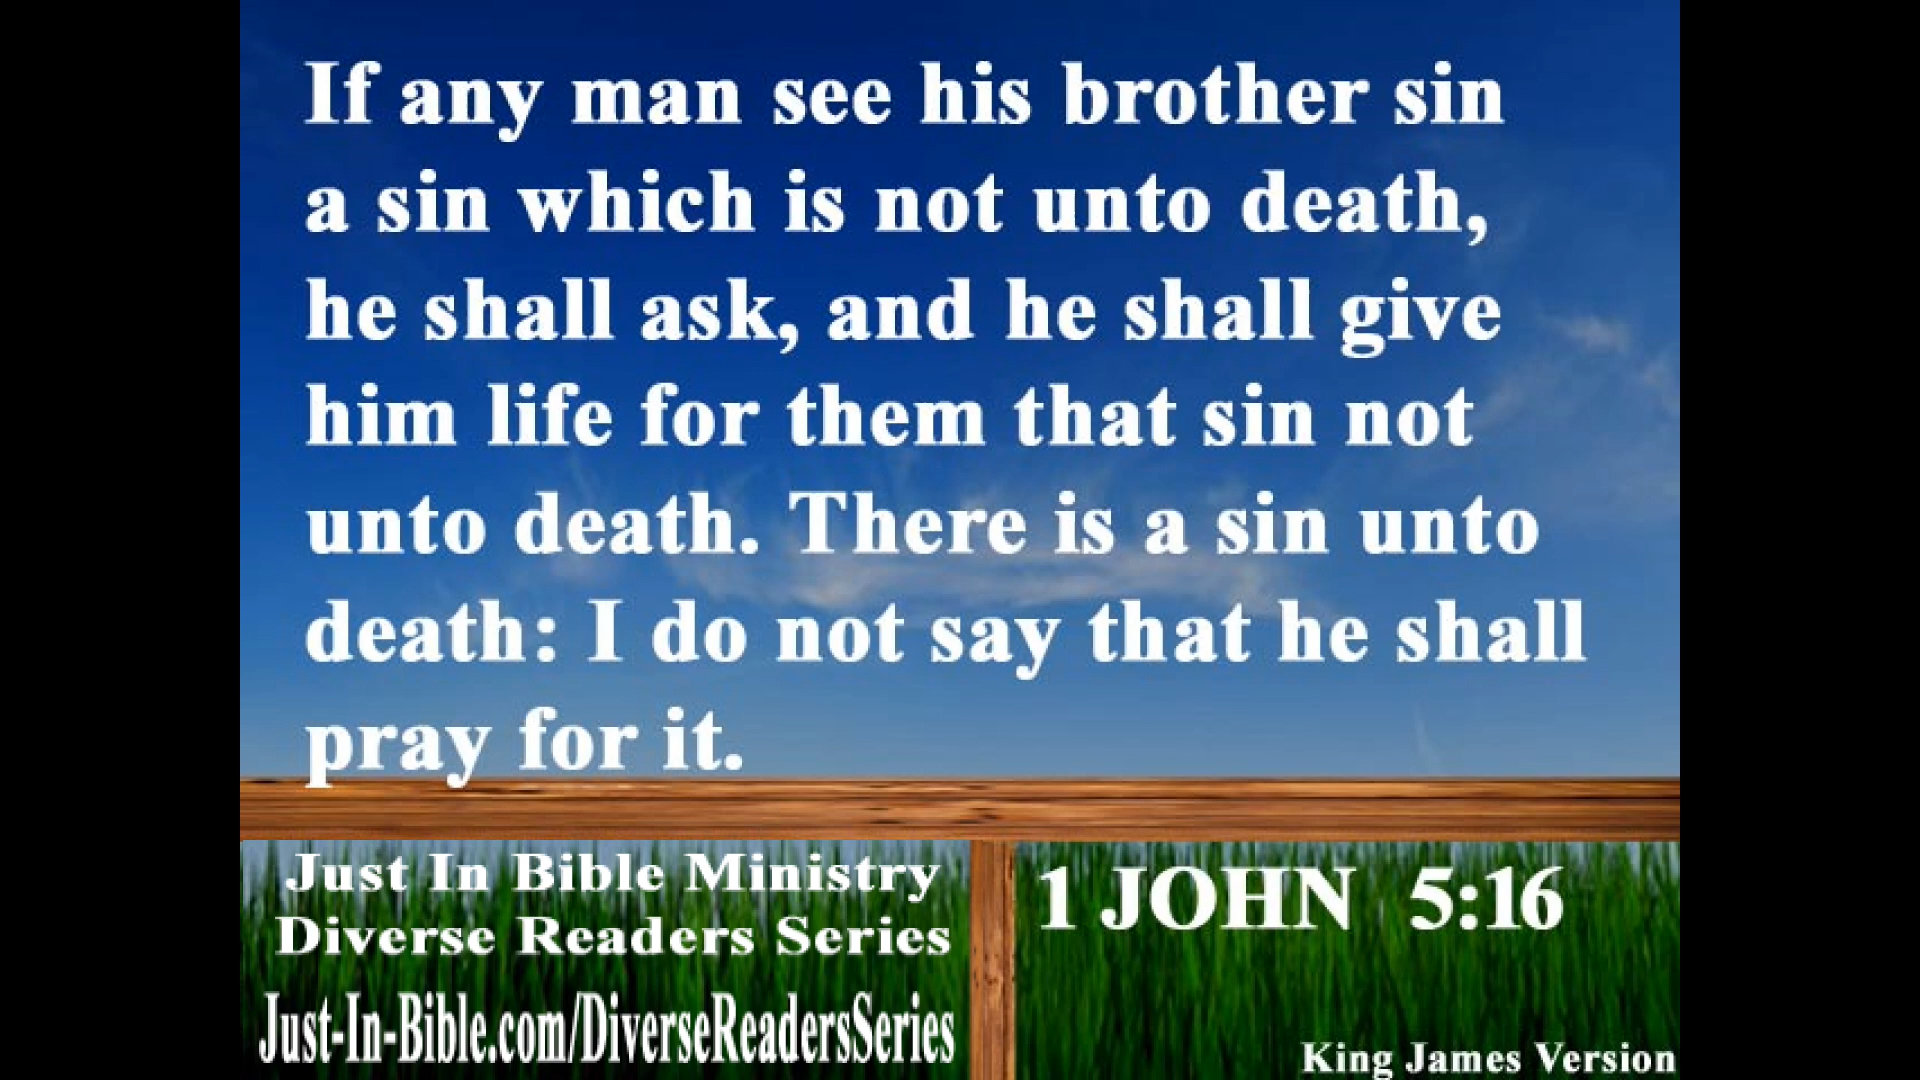 If any man see his brother sin
a sin which is not unto death,
he shall ask, and he shall give
him life for them that sin not
unto death. There is a sin unto
death: I do not say that he shall
pray for it.
Just In Bible Ministry
Diverse Readers Series
Just-In-Bible.com/DiverseReadersSeries
1 JOHN 5:16
King James Version